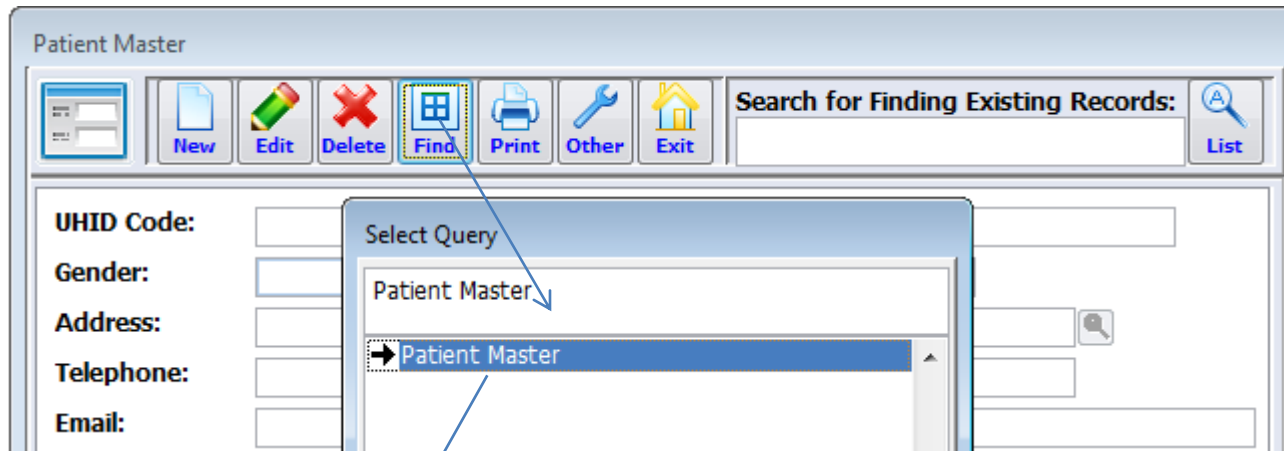 Patient Master
Search for Finding Existing Records:
New Edit Delete Find Print Other Exit List
UHID Code:
Select Query
Gender:
Patient Master
Address:
Patient Master
Telephone:
Email: